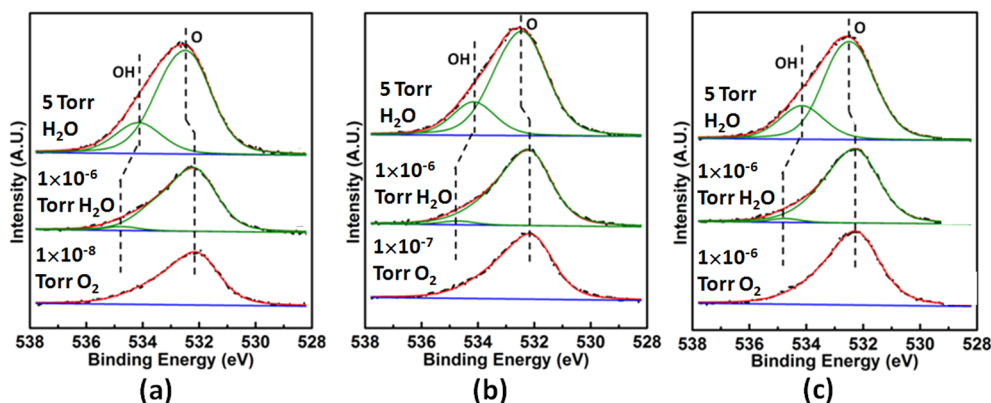 Intensity (A.U.)
O
OH
5 Torr
H₂O
1×10⁻⁶
Torr H₂O
1×10⁻⁸
Torr O₂
538 536 534 532 530 528
Binding Energy (eV)
(a)
Intensity (A.U.)
O
OH
5 Torr
H₂O
1×10⁻⁶
Torr H₂O
1×10⁻⁷
Torr O₂
538 536 534 532 530 528
Binding Energy (eV)
(b)
Intensity (A.U.)
O
OH
5 Torr
H₂O
1×10⁻⁶
Torr H₂O
1×10⁻⁶
Torr O₂
538 536 534 532 530 528
Binding Energy (eV)
(c)